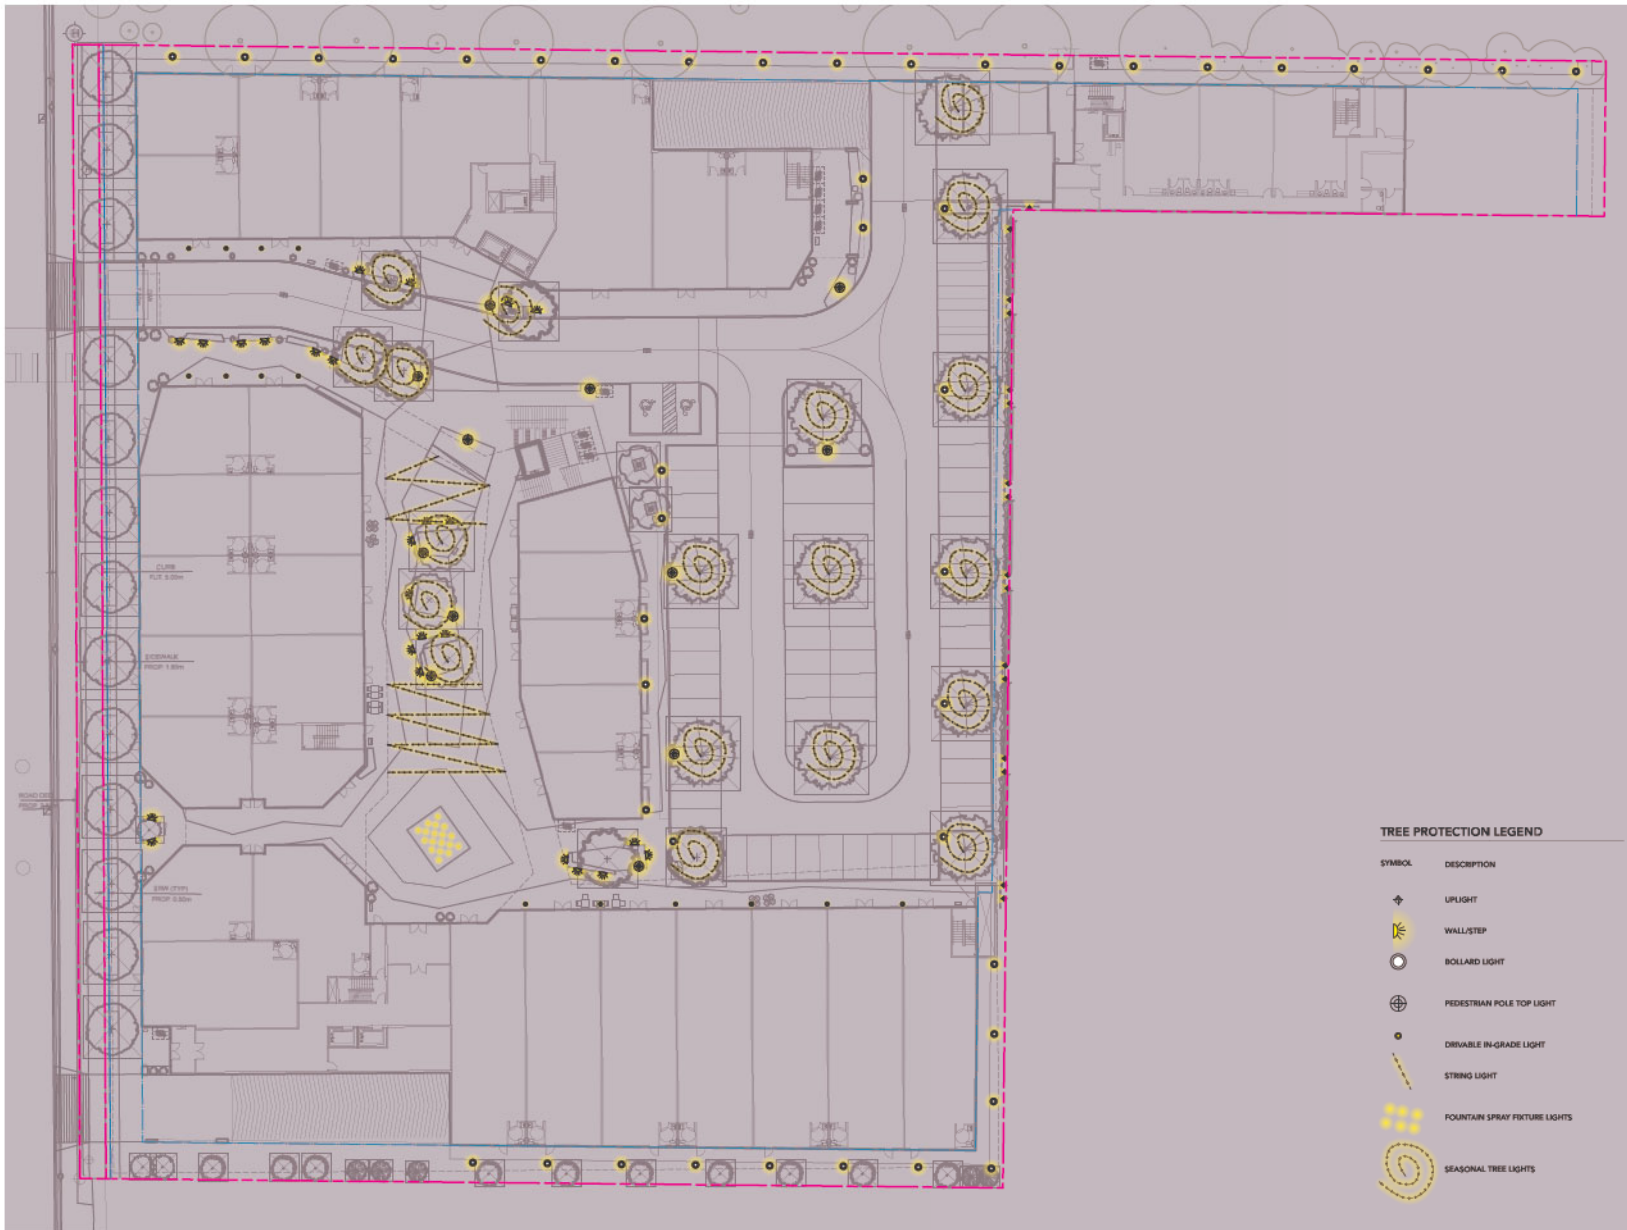 CURB
SIDEWALK
TREE PROTECTION LEGEND
SYMBOL DESCRIPTION
UPLIGHT
WALL/STEP
BOLLARD LIGHT
PEDESTRIAN POLE TOP LIGHT
DRIVABLE IN-GRADE LIGHT
STRING LIGHT
FOUNTAIN SPRAY FIXTURE LIGHTS
SEASONAL TREE LIGHTS